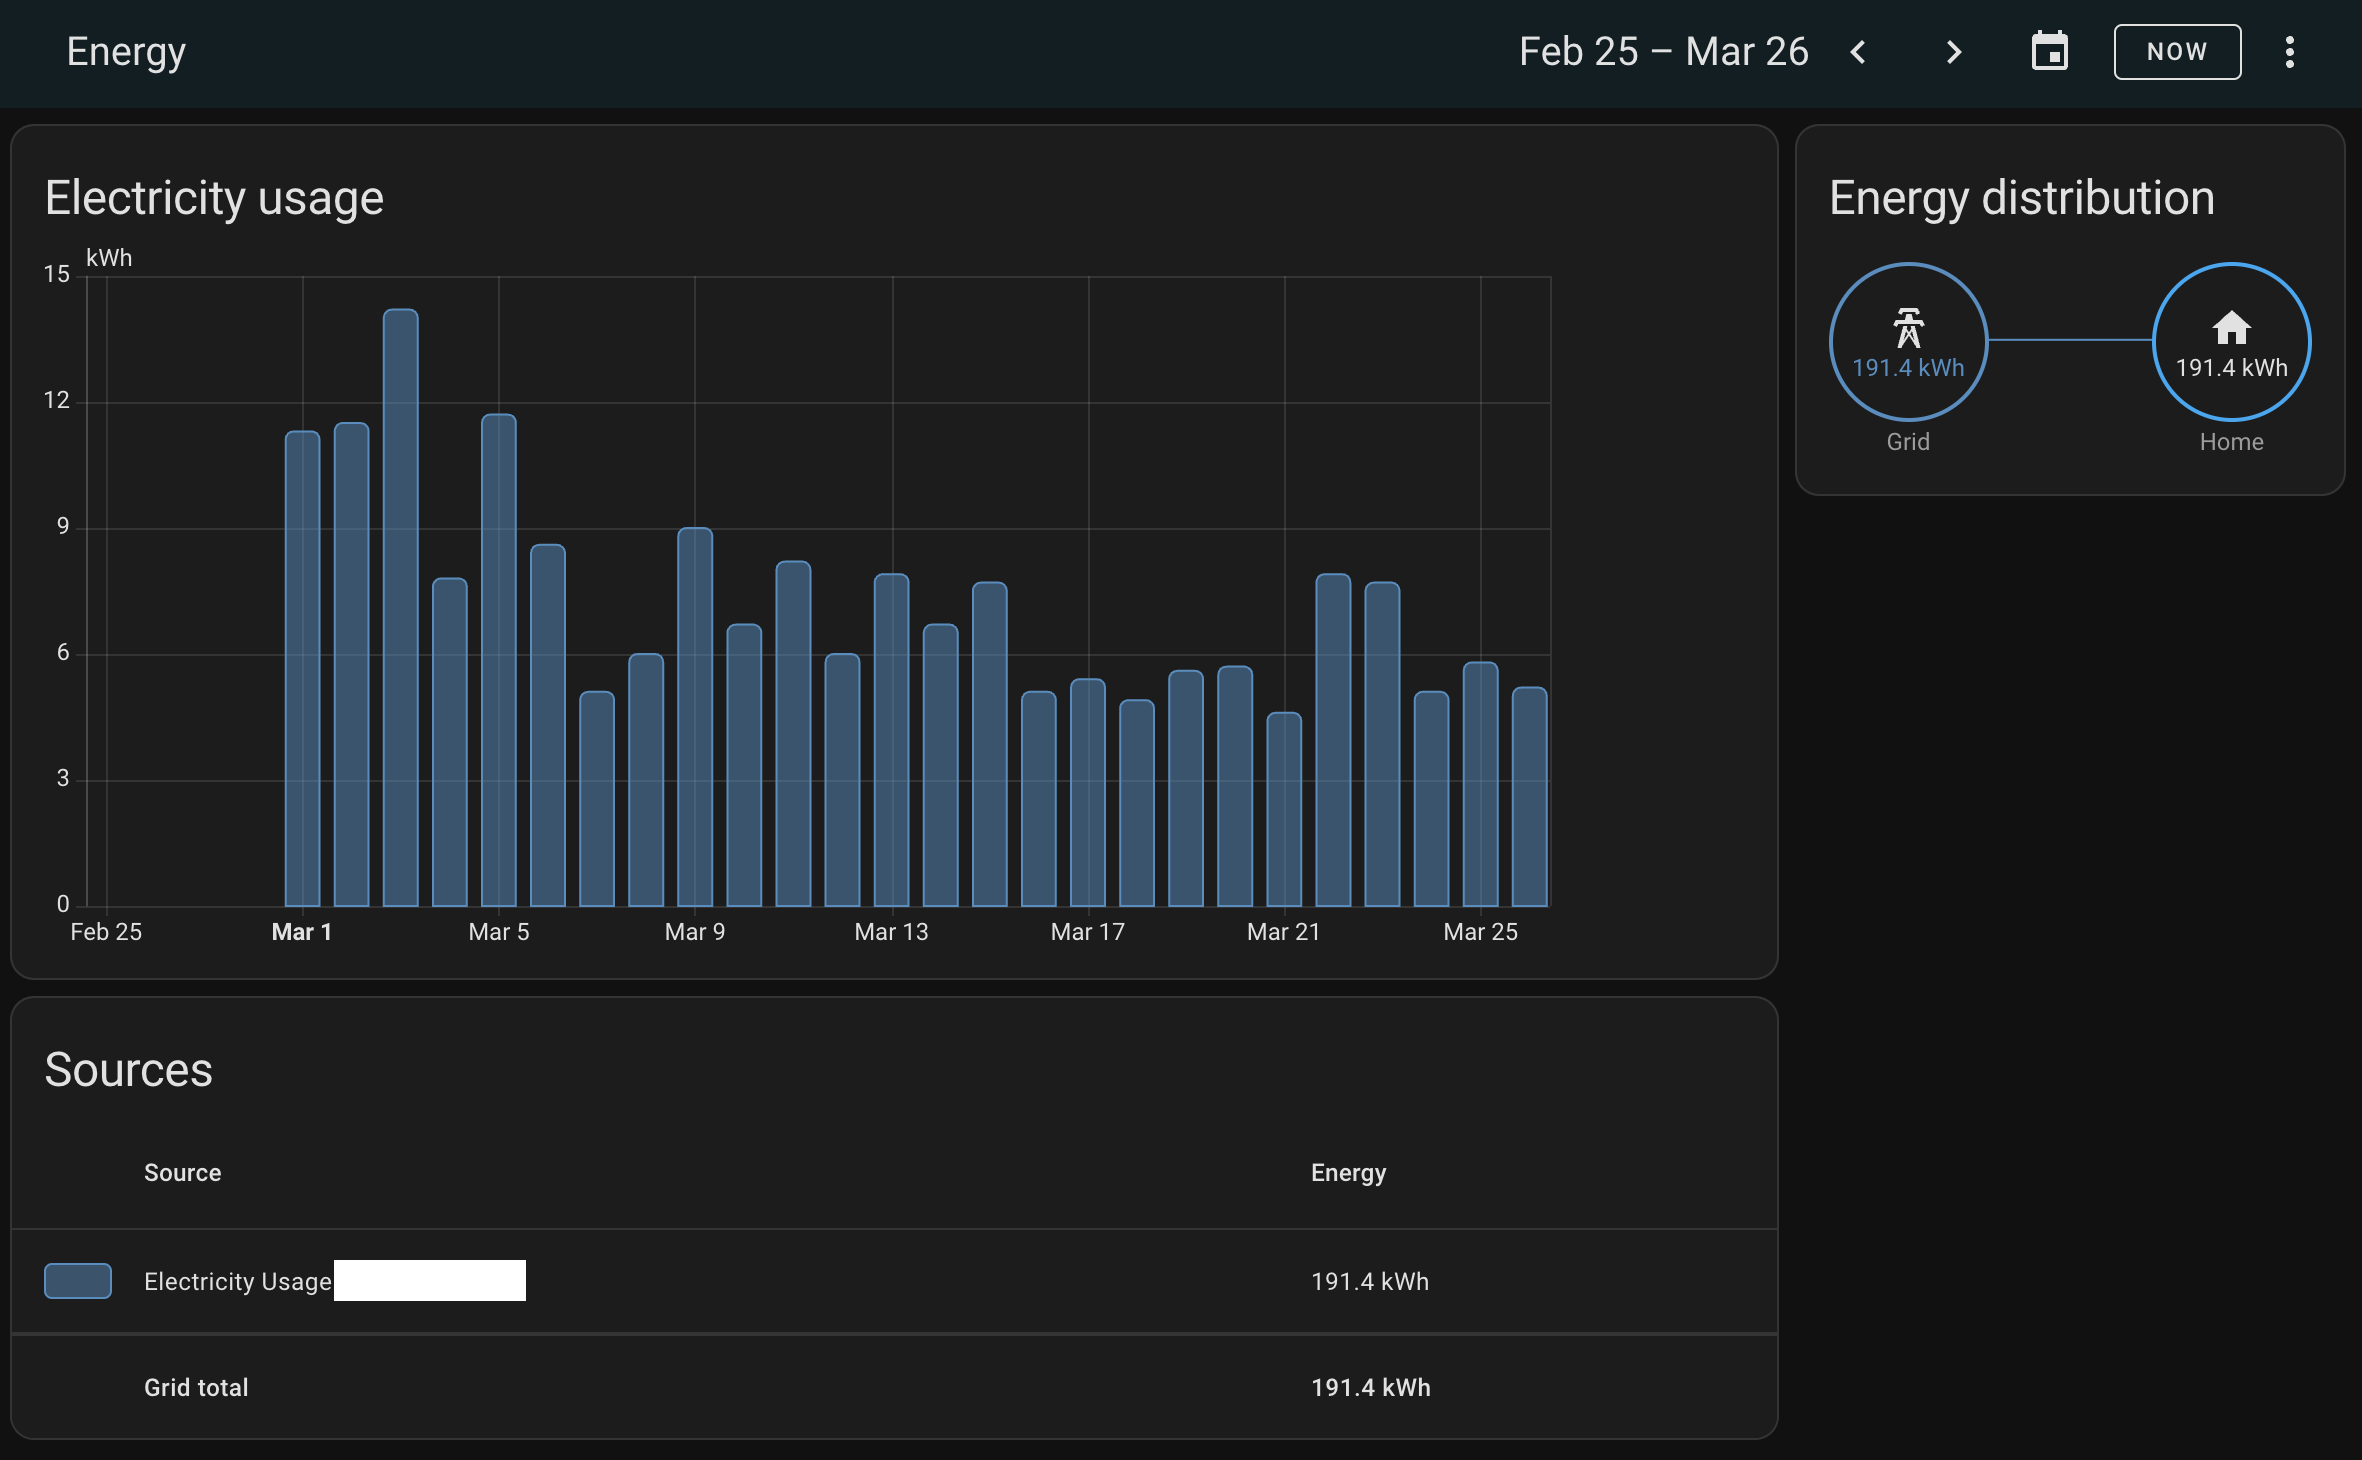 Energy
Feb 25 – Mar 26
NOW
Electricity usage
kWh
15
12
9
6
3
0
Feb 25
Mar 1
Mar 5
Mar 9
Mar 13
Mar 17
Mar 21
Mar 25
Energy distribution
191.4 kWh
191.4 kWh
Grid
Home
Sources
Source Energy
Electricity Usage 191.4 kWh
Grid total 191.4 kWh